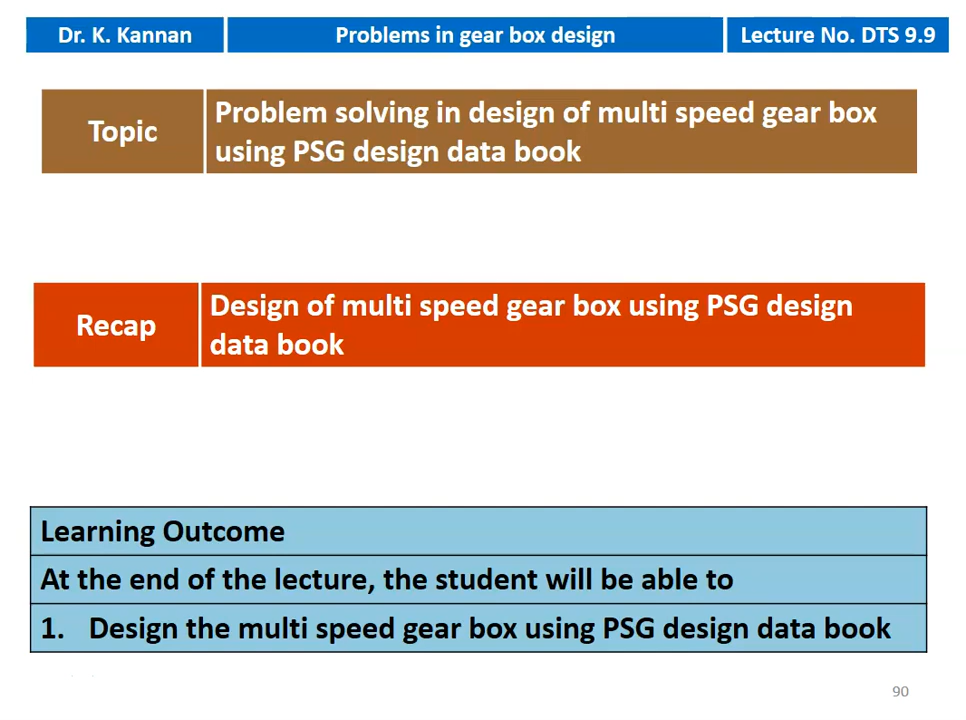 Dr. K. Kannan
Problems in gear box design
Lecture No. DTS 9.9
Topic
Problem solving in design of multi speed gear box
using PSG design data book
Recap
Design of multi speed gear box using PSG design
data book
Learning Outcome
At the end of the lecture, the student will be able to
1. Design the multi speed gear box using PSG design data book
90